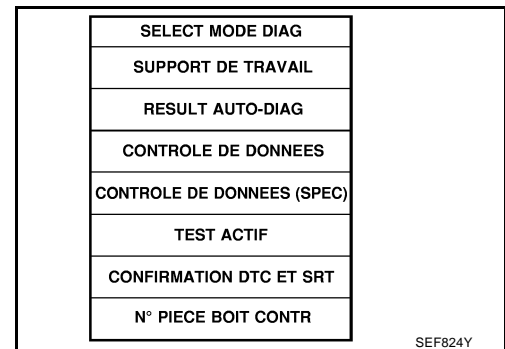 SELECT MODE DIAG
SUPPORT DE TRAVAIL
RESULT AUTO-DIAG
CONTROLE DE DONNEES
CONTROLE DE DONNEES (SPEC)
TEST ACTIF
CONFIRMATION DTC ET SRT
N° PIECE BOIT CONTR
SEF824Y